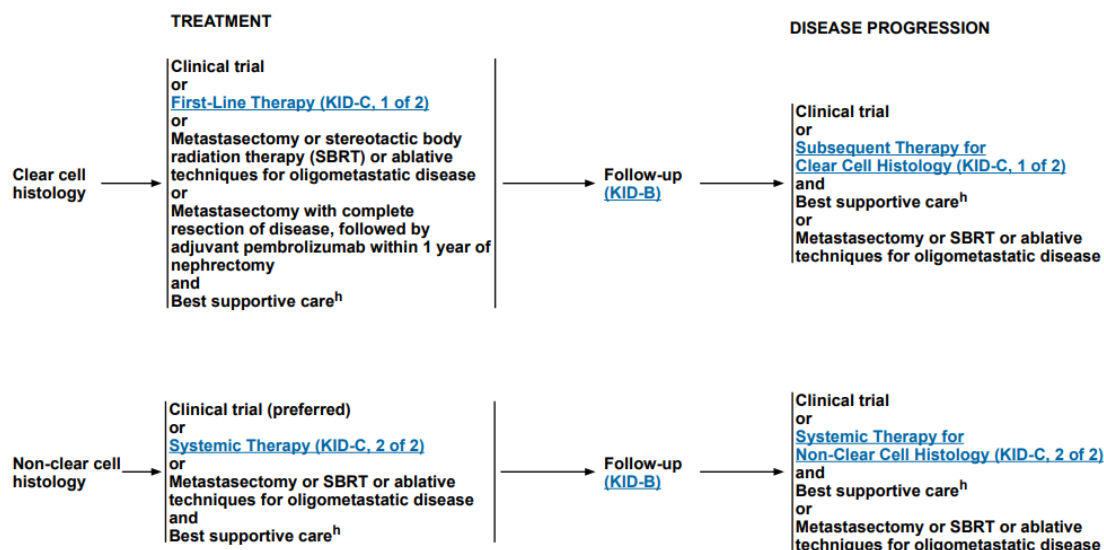 TREATMENT
DISEASE PROGRESSION
Clear cell
histology
Clinical trial
or
First-Line Therapy (KID-C, 1 of 2)
or
Metastasectomy or stereotactic body
radiation therapy (SBRT) or ablative
techniques for oligometastatic disease
or
Metastasectomy with complete
resection of disease, followed by
adjuvant pembrolizumab within 1 year of
nephrectomy
and
Best supportive careh
Follow-up
(KID-B)
Clinical trial
or
Subsequent Therapy for
Clear Cell Histology (KID-C, 1 of 2)
and
Best supportive careh
or
Metastasectomy or SBRT or ablative
techniques for oligometastatic disease
Non-clear cell
histology
Clinical trial (preferred)
or
Systemic Therapy (KID-C, 2 of 2)
or
Metastasectomy or SBRT or ablative
techniques for oligometastatic disease
and
Best supportive careh
Follow-up
(KID-B)
Clinical trial
or
Systemic Therapy for
Non-Clear Cell Histology (KID-C, 2 of 2)
and
Best supportive careh
or
Metastasectomy or SBRT or ablative
techniques for oligometastatic disease